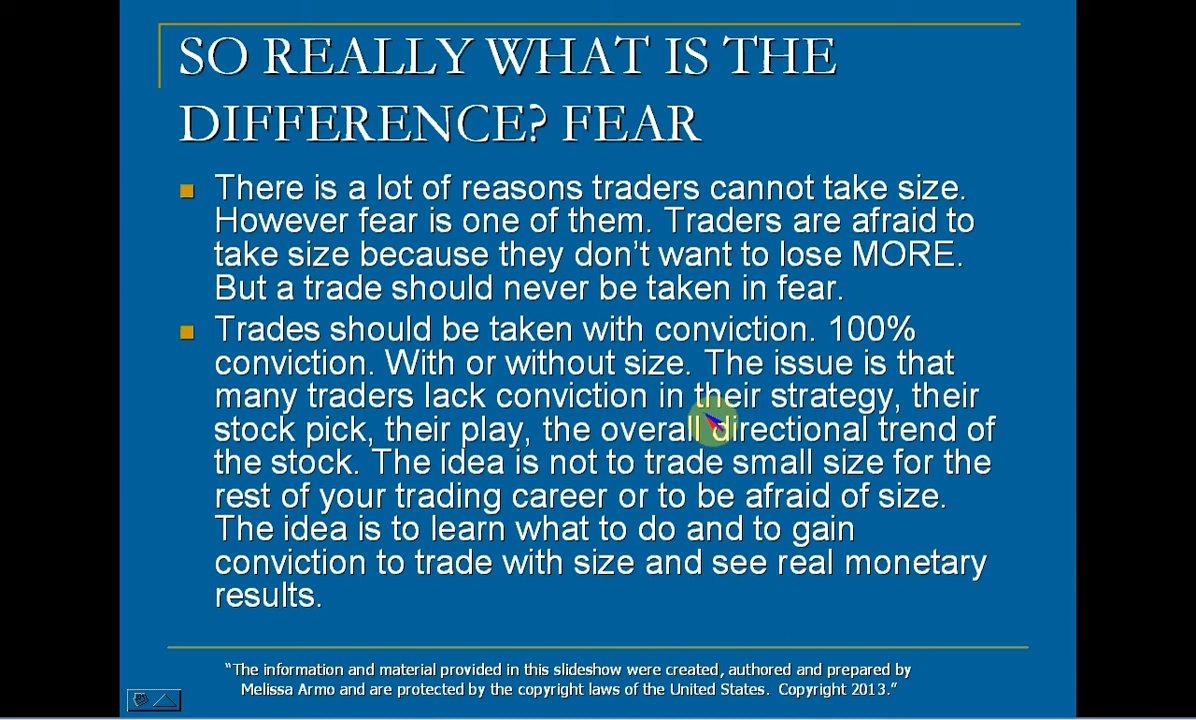 SO REALLY WHAT IS THE
DIFFERENCE? FEAR
There is a lot of reasons traders cannot take size.
However fear is one of them. Traders are afraid to
take size because they don’t want to lose MORE.
But a trade should never be taken in fear.
Trades should be taken with conviction. 100%
conviction. With or without size. The issue is that
many traders lack conviction in their strategy, their
stock pick, their play, the overall directional trend of
the stock. The idea is not to trade small size for the
rest of your trading career or to be afraid of size.
The idea is to learn what to do and to gain
conviction to trade with size and see real monetary
results.
“The information and material provided in this slideshow were created, authored and prepared by
Melissa Armo and are protected by the copyright laws of the United States.  Copyright 2013.”